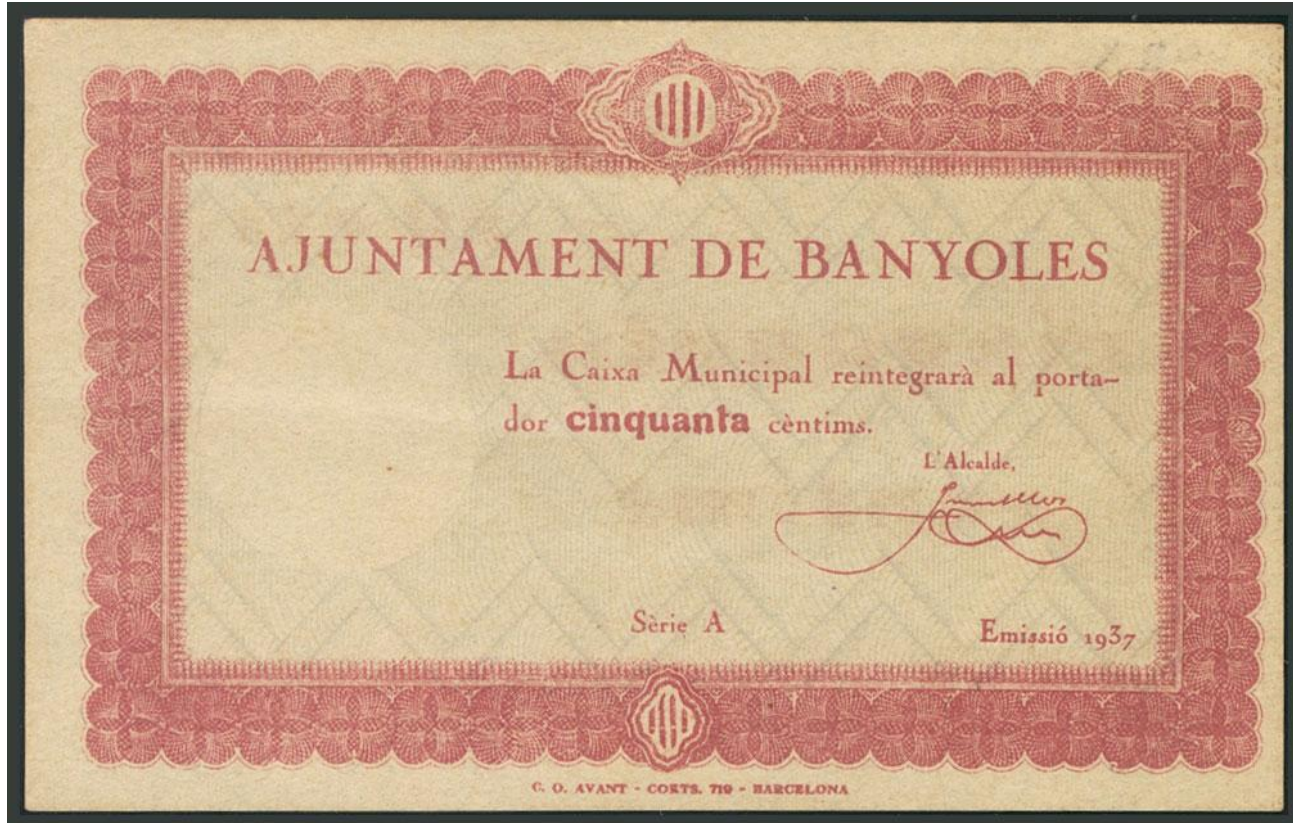 AJUNTAMENT DE BANYOLES
La Caixa Municipal reintegrarà al porta-
dor cinquanta cèntims.
L'Alcalde,
Sèrie A
Emissió 1937
C. O. AVANT - CORTS, 719 - BARCELONA